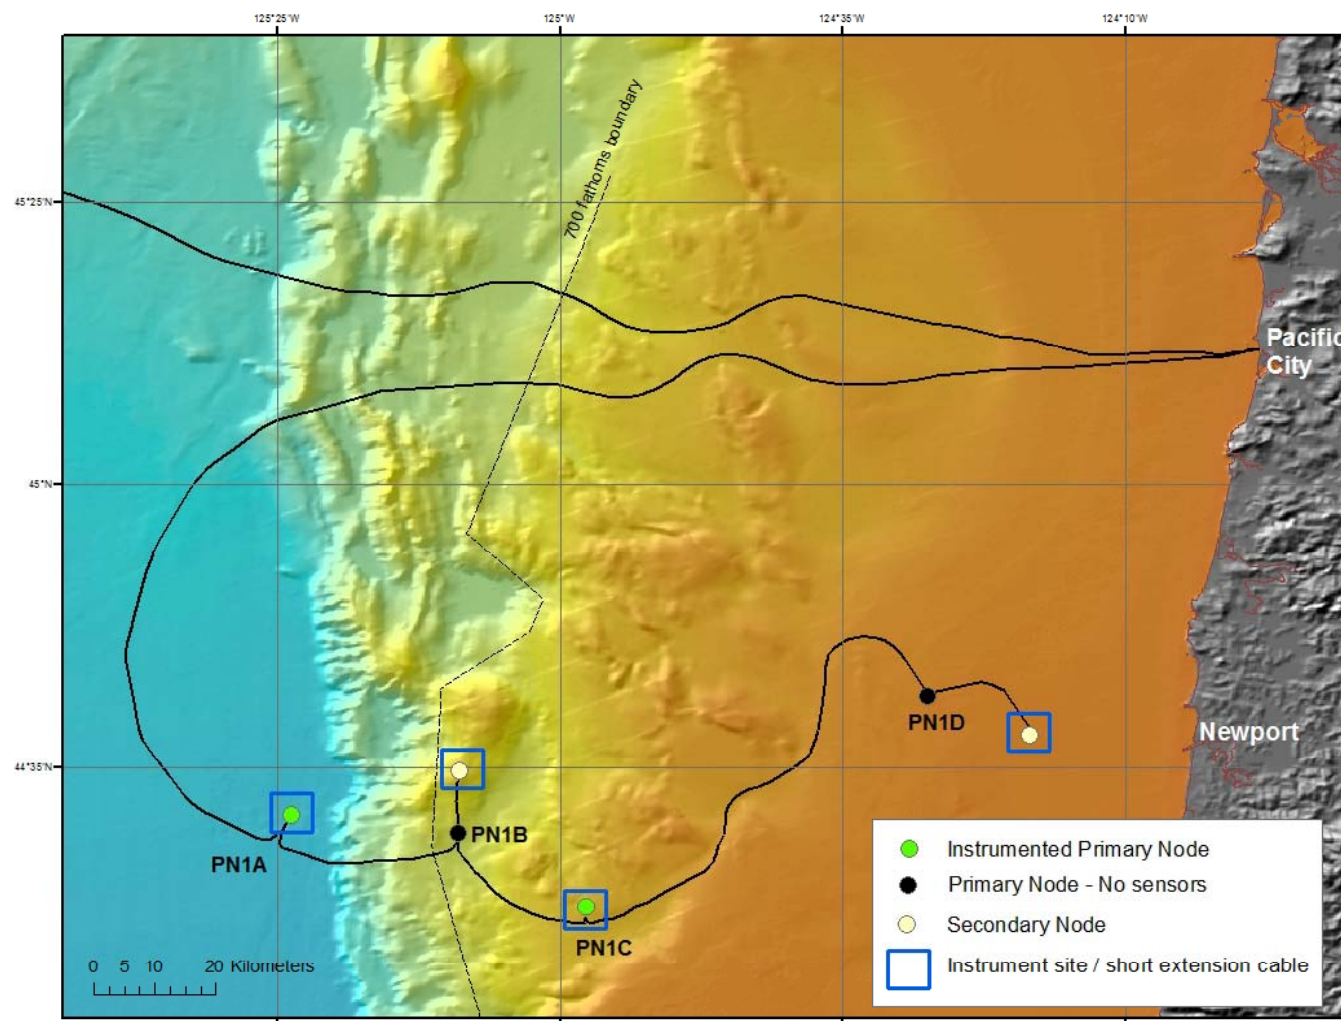 125°25'W
125°W
124°35'W
124°10'W
45°25'N
700 fathoms boundary
Pacific
City
45°N
PN1D
Newport
44°35'N
PN1B
PN1A
PN1C
Instrumented Primary Node
Primary Node - No sensors
Secondary Node
Instrument site / short extension cable
0 5 10 20 Kilometers